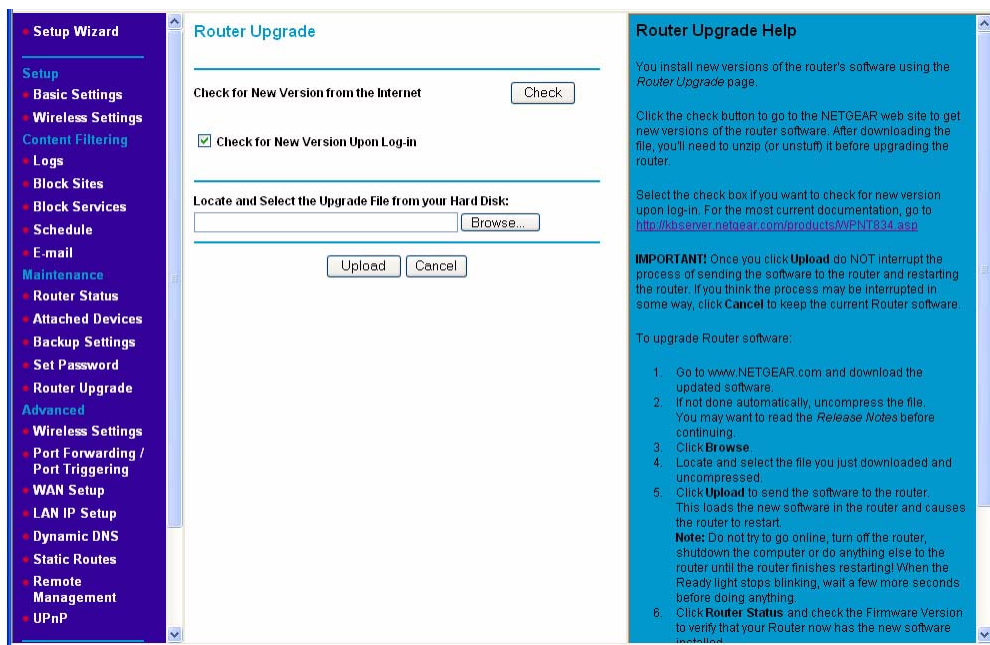 Setup Wizard
Setup
Basic Settings
Wireless Settings
Content Filtering
Logs
Block Sites
Block Services
Schedule
E-mail
Maintenance
Router Status
Attached Devices
Backup Settings
Set Password
Router Upgrade
Advanced
Wireless Settings
Port Forwarding /
Port Triggering
WAN Setup
LAN IP Setup
Dynamic DNS
Static Routes
Remote
Management
UPnP
Router Upgrade
Check for New Version from the Internet
Check
Check for New Version Upon Log-in
Locate and Select the Upgrade File from your Hard Disk:
Browse...
Upload
Cancel
Router Upgrade Help
You install new versions of the router's software using the
Router Upgrade page.
Click the check button to go to the NETGEAR web site to get
new versions of the router software. After downloading the
file, you'll need to unzip (or unstuff) it before upgrading the
router.
Select the check box if you want to check for new version
upon log-in. For the most current documentation, go to
http://kbserver.netgear.com/products/WPNT834.asp
IMPORTANT! Once you click Upload do NOT interrupt the
process of sending the software to the router and restarting
the router. If you think the process may be interrupted in
some way, click Cancel to keep the current Router software.
To upgrade Router software:
1. Go to www.NETGEAR.com and download the
updated software.
2. If not done automatically, uncompress the file.
You may want to read the Release Notes before
continuing.
3. Click Browse.
4. Locate and select the file you just downloaded and
uncompressed.
5. Click Upload to send the software to the router.
This loads the new software in the router and causes
the router to restart.
Note: Do not try to go online, turn off the router,
shutdown the computer or do anything else to the
router until the router finishes restarting! When the
Ready light stops blinking, wait a few more seconds
before doing anything.
6. Click Router Status and check the Firmware Version
to verify that your Router now has the new software
installed.